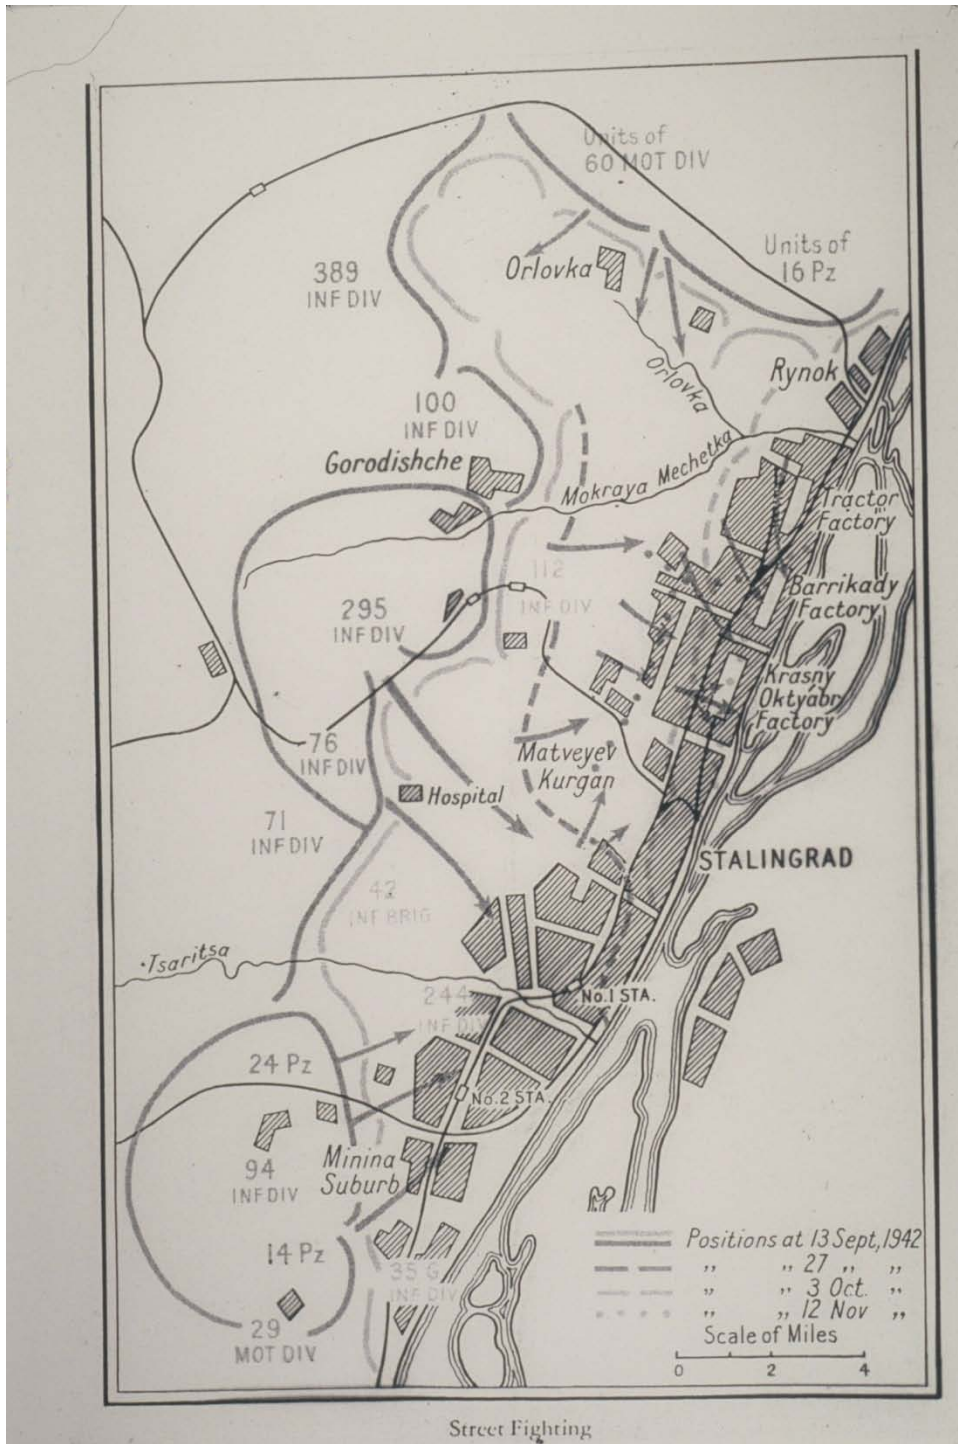 Units of
60 MOT DIV
Units of
16 Pz
389
INF DIV
Orlovka
Orlovka
Rynok
100
INF DIV
Gorodishche
Mokraya Mechetka
Tractor
Factory
112
INF DIV
Barrikady
Factory
295
INF DIV
Krasny
Oktyabr
Factory
76
INF DIV
Matveyev
Kurgan
Hospital
71
INF DIV
STALINGRAD
42
INF BRIG
Tsaritsa
No.1 STA.
244
INF DIV
24 Pz
No.2 STA.
94
INF DIV
Minina
Suburb
14 Pz
35 G
INF DIV
29
MOT DIV
Positions at 13 Sept, 1942
„ „ 27 „ „
„ „ 3 Oct. „
„ „ 12 Nov „
Scale of Miles
0 2 4
Street Fighting